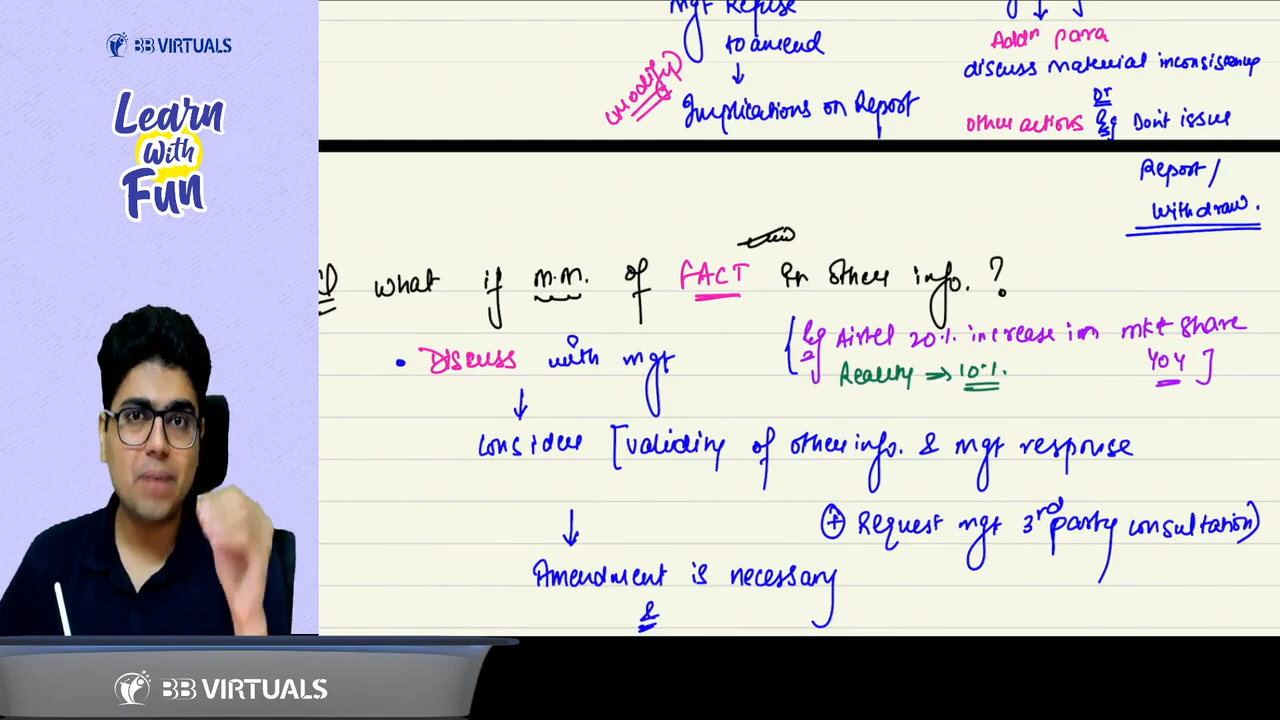 BB VIRTUALS
Learn
With
Fun
mgt Refuse
to amend
↓
(modify)
Implications on Report
Addn para
discuss material inconsistency
Or
other actions Eg Don't issue
Report /
withdraw.
what if m.m. of FACT in other info. ?
• Discuss with mgt
[Eg Airtel 20% increase in mkt share
YOY]
Reality → 10%.
↓
Consider [validity of other info. & mgt response
+ Request mgt 3rd party consultation)
↓
Amendment is necessary
&
BB VIRTUALS